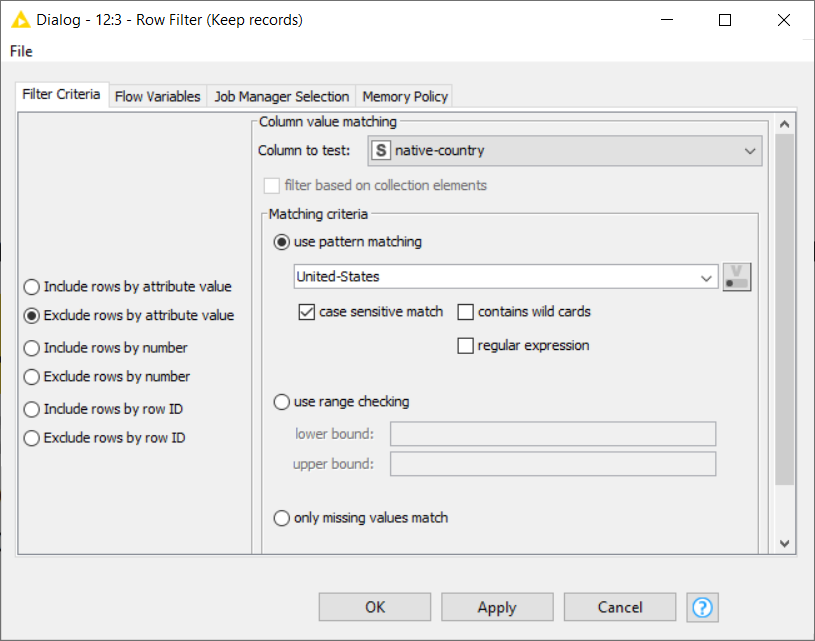 Dialog - 12:3 - Row Filter (Keep records)
File
Filter Criteria Flow Variables Job Manager Selection Memory Policy
Include rows by attribute value
Exclude rows by attribute value
Include rows by number
Exclude rows by number
Include rows by row ID
Exclude rows by row ID
Column value matching
Column to test: S native-country
filter based on collection elements
Matching criteria
use pattern matching
United-States V
case sensitive match contains wild cards
regular expression
use range checking
lower bound:
upper bound:
only missing values match
OK Apply Cancel ?